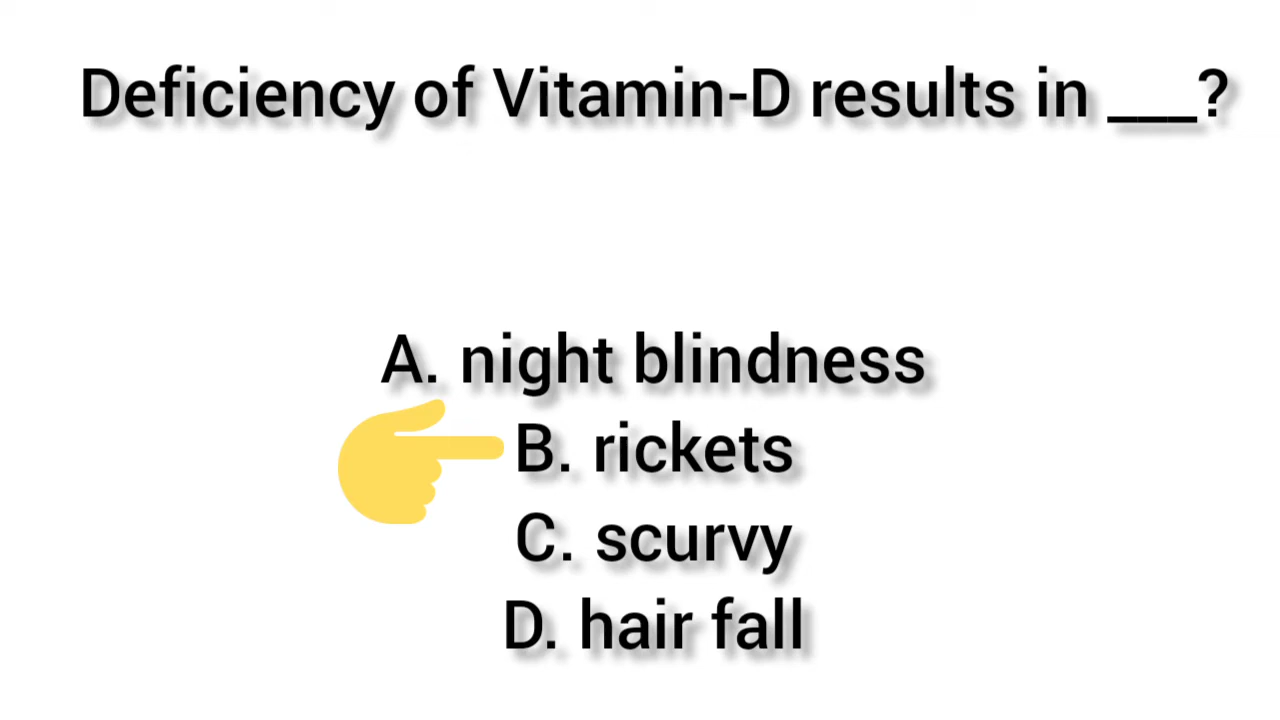 Deficiency of Vitamin-D results in ___?
A. night blindness
B. rickets
C. scurvy
D. hair fall